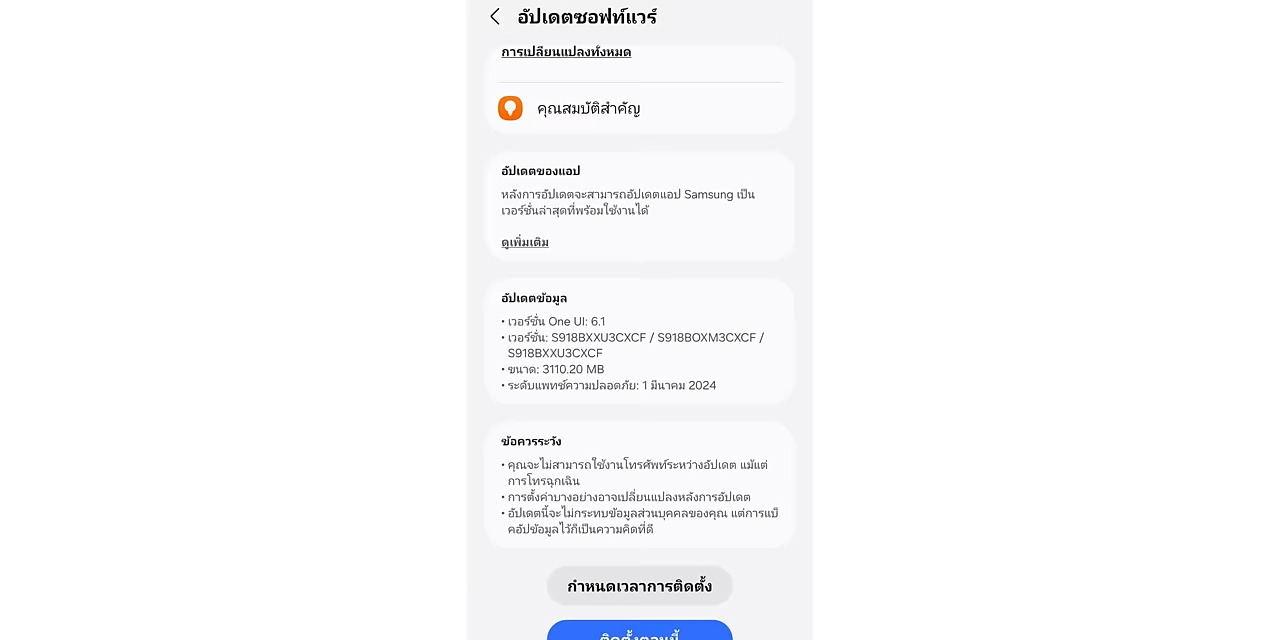 อัปเดตซอฟท์แวร์
การเปลี่ยนแปลงทั้งหมด
คุณสมบัติสำคัญ
อัปเดตของแอป
หลังการอัปเดตจะสามารถอัปเดตแอป Samsung เป็น
เวอร์ชั่นล่าสุดที่พร้อมใช้งานได้
ดูเพิ่มเติม
อัปเดตข้อมูล
• เวอร์ชั่น One UI: 6.1
• เวอร์ชั่น: S918BXXU3CXCF / S918BOXM3CXCF /
S918BXXU3CXCF
• ขนาด: 3110.20 MB
• ระดับแพทช์ความปลอดภัย: 1 มีนาคม 2024
ข้อควรระวัง
• คุณจะไม่สามารถใช้งานโทรศัพท์ระหว่างอัปเดต แม้แต่
การโทรฉุกเฉิน
• การตั้งค่าบางอย่างอาจเปลี่ยนแปลงหลังการอัปเดต
• อัปเดตนี้จะไม่กระทบข้อมูลส่วนบุคคลของคุณ แต่การแบ็
คอัปข้อมูลไว้ก็เป็นความคิดที่ดี
กำหนดเวลาการติดตั้ง
ติดตั้งตอนนี้